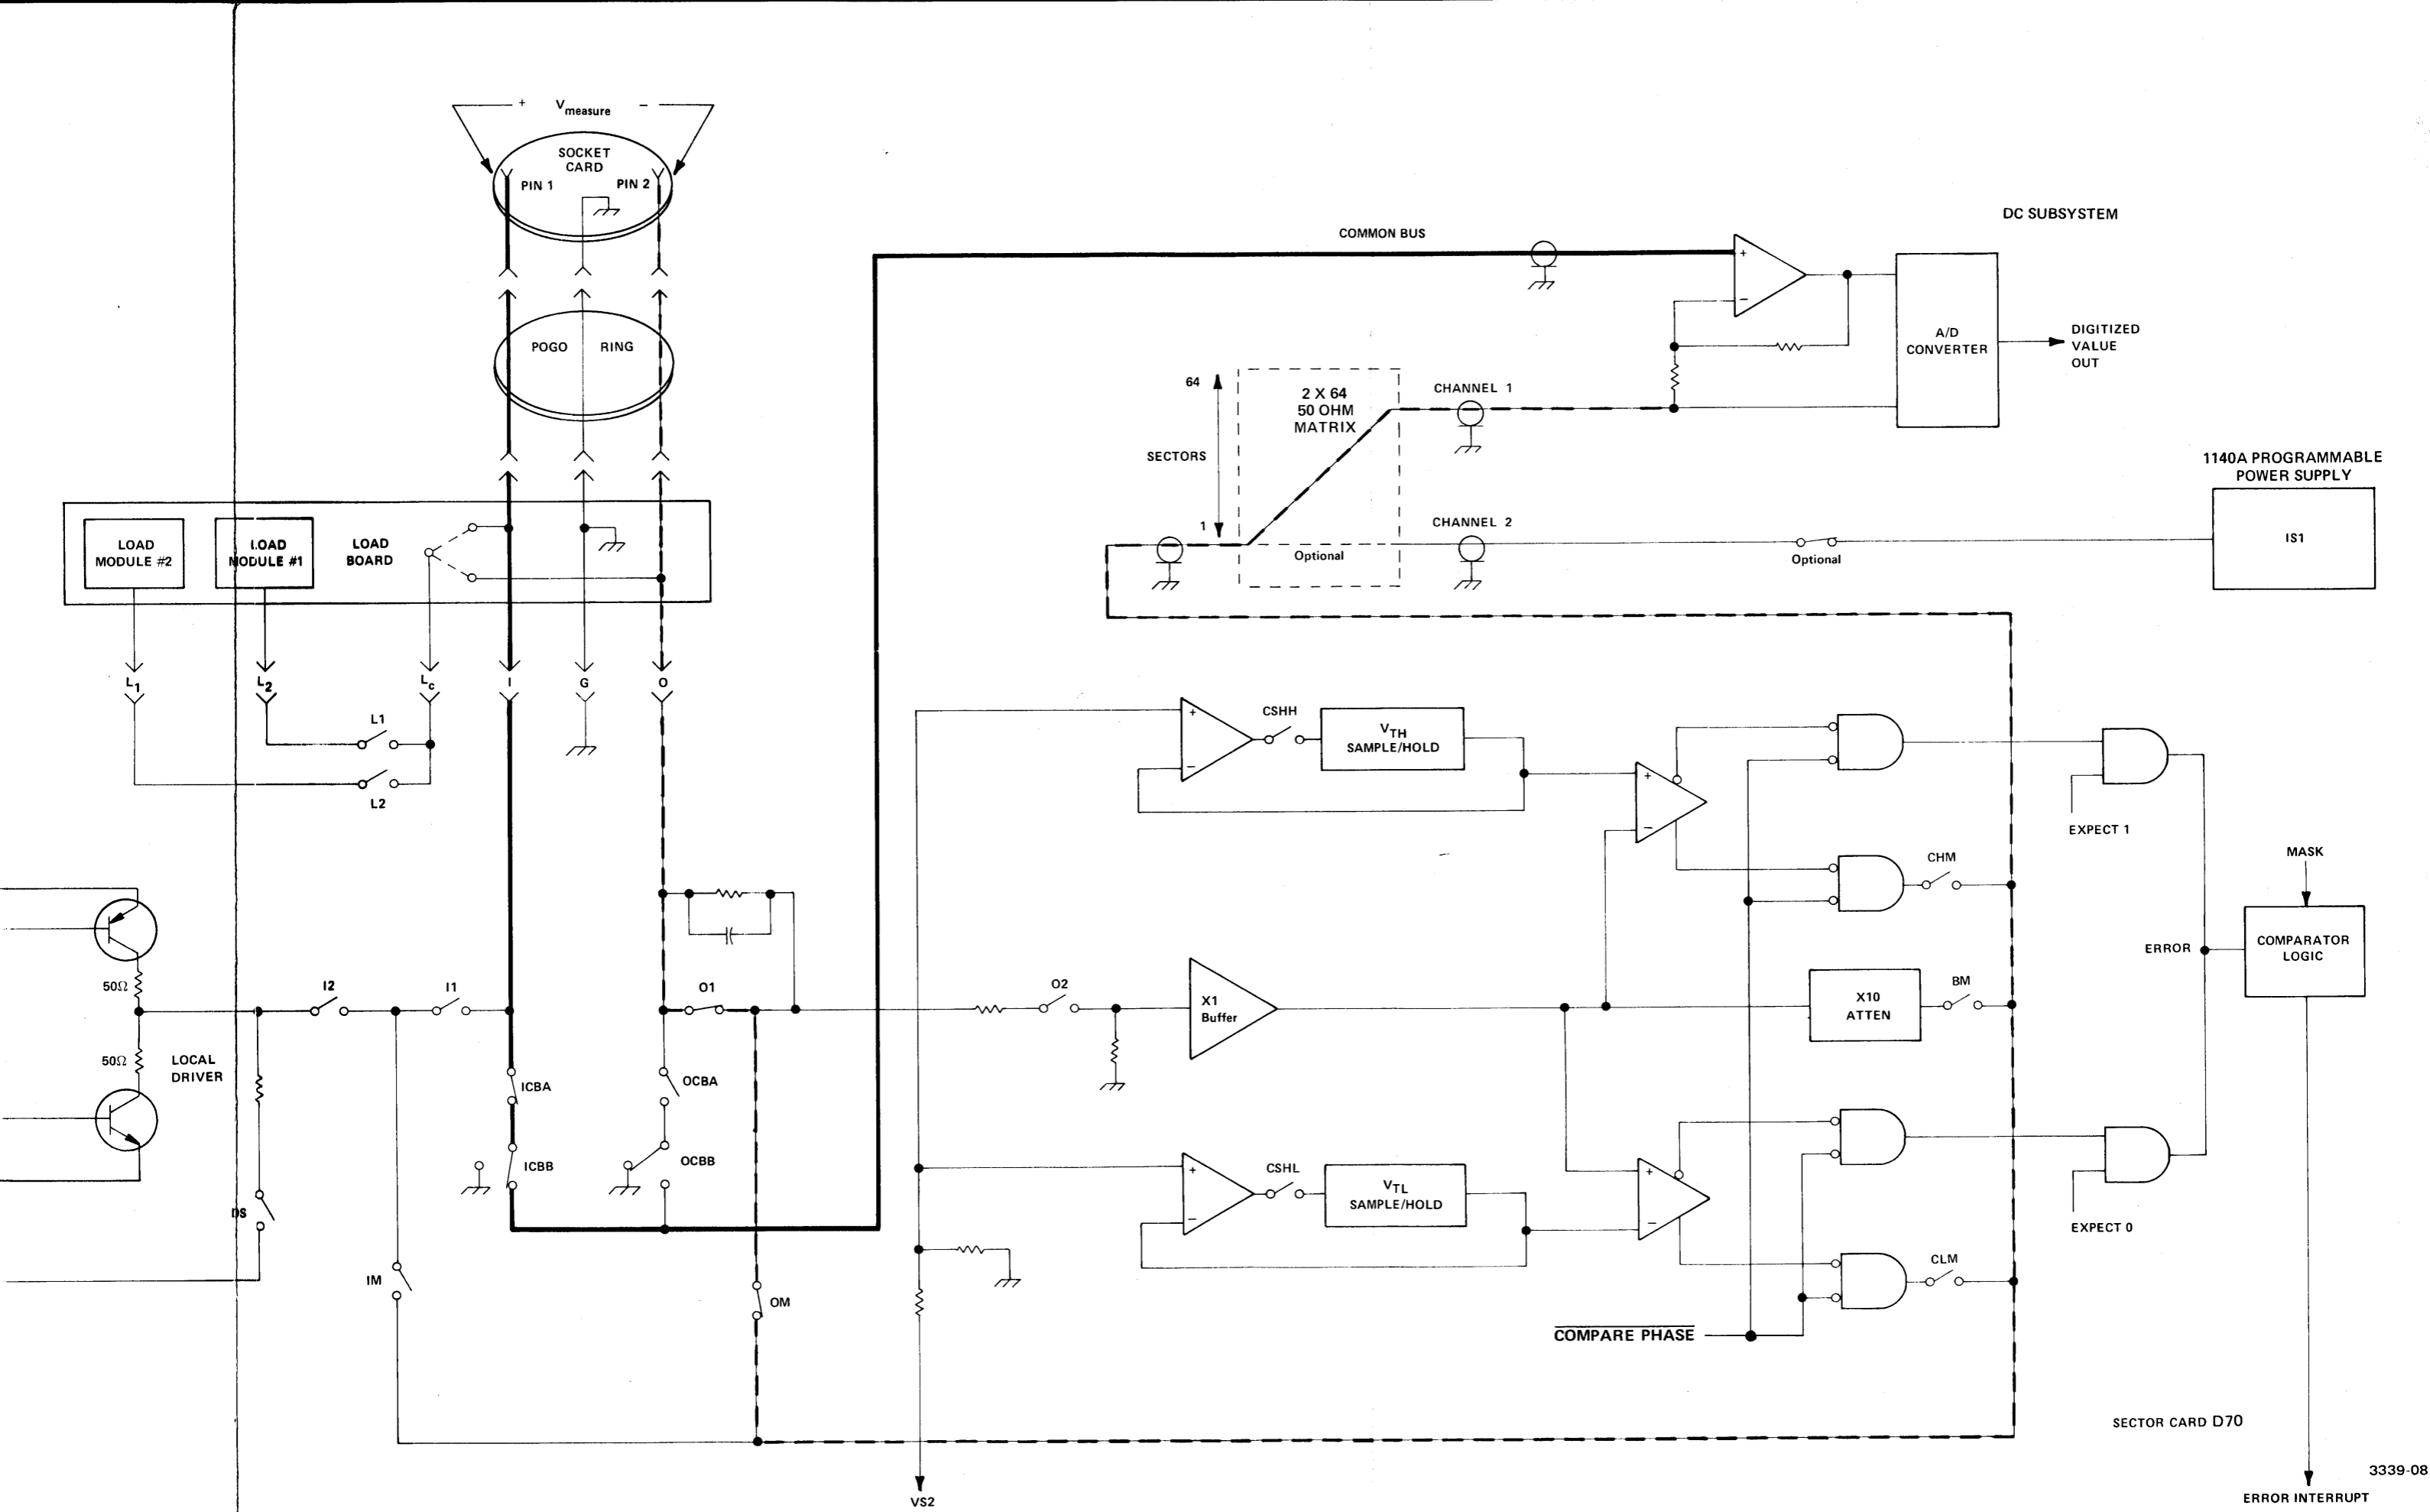 + Vmeasure −
SOCKET
CARD
PIN 1
PIN 2
POGO RING
DC SUBSYSTEM
COMMON BUS
+
−
A/D
CONVERTER
DIGITIZED
VALUE
OUT
64
SECTORS
1
2 X 64
50 OHM
MATRIX
CHANNEL 1
CHANNEL 2
Optional
Optional
1140A PROGRAMMABLE
POWER SUPPLY
IS1
LOAD
MODULE #2
LOAD
MODULE #1
LOAD
BOARD
L1
L2
Lc
I
G
O
L1
L2
+
−
CSHH
VTH
SAMPLE/HOLD
+
−
EXPECT 1
CHM
MASK
COMPARATOR
LOGIC
ERROR
50Ω
50Ω
LOCAL
DRIVER
I2
I1
O1
O2
X1
Buffer
X10
ATTEN
BM
ICBA
OCBA
ICBB
OCBB
DS
IM
OM
+
−
CSHL
VTL
SAMPLE/HOLD
+
−
EXPECT 0
CLM
COMPARE PHASE
VS2
SECTOR CARD D70
3339-08
ERROR INTERRUPT